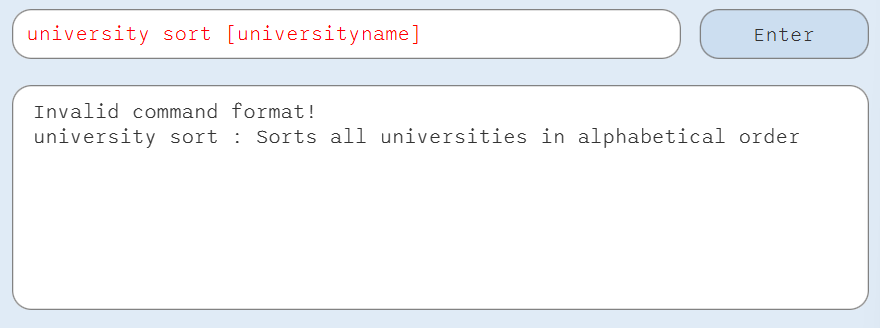 university sort [universityname]
Enter
Invalid command format!
university sort : Sorts all universities in alphabetical order